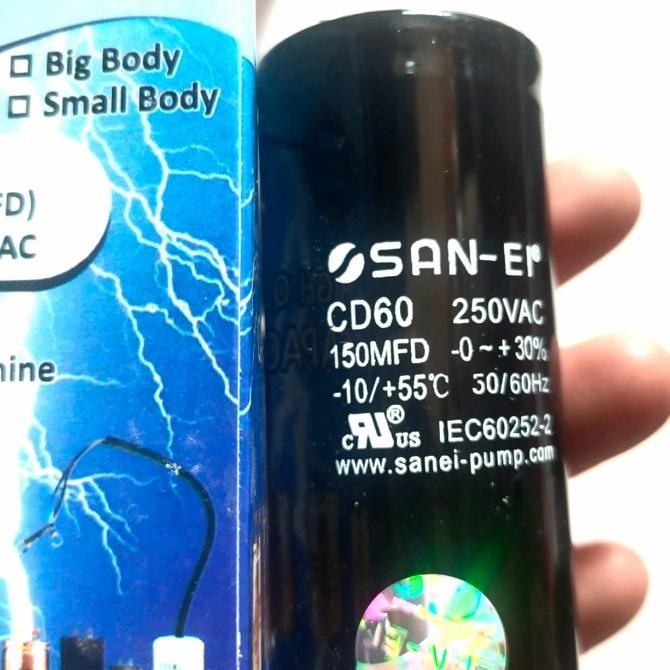 Big Body
Small Body
FD)
AC
hine
SAN-EI
CD60 250VAC
150MFD -0~+30%
-10/+55℃ 50/60Hz
c RU ® US IEC60252-2
www.sanei-pump.com